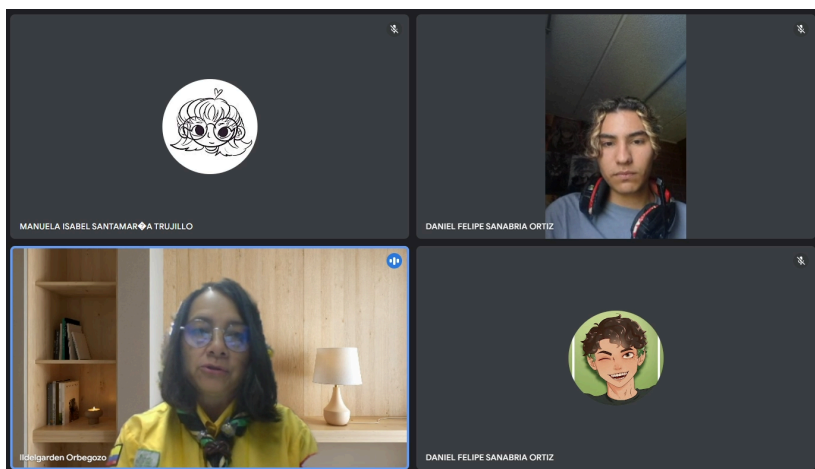 MANUELA ISABEL SANTAMAR�A TRUJILLO
DANIEL FELIPE SANABRIA ORTIZ
Ildelgarden Orbegozo
DANIEL FELIPE SANABRIA ORTIZ